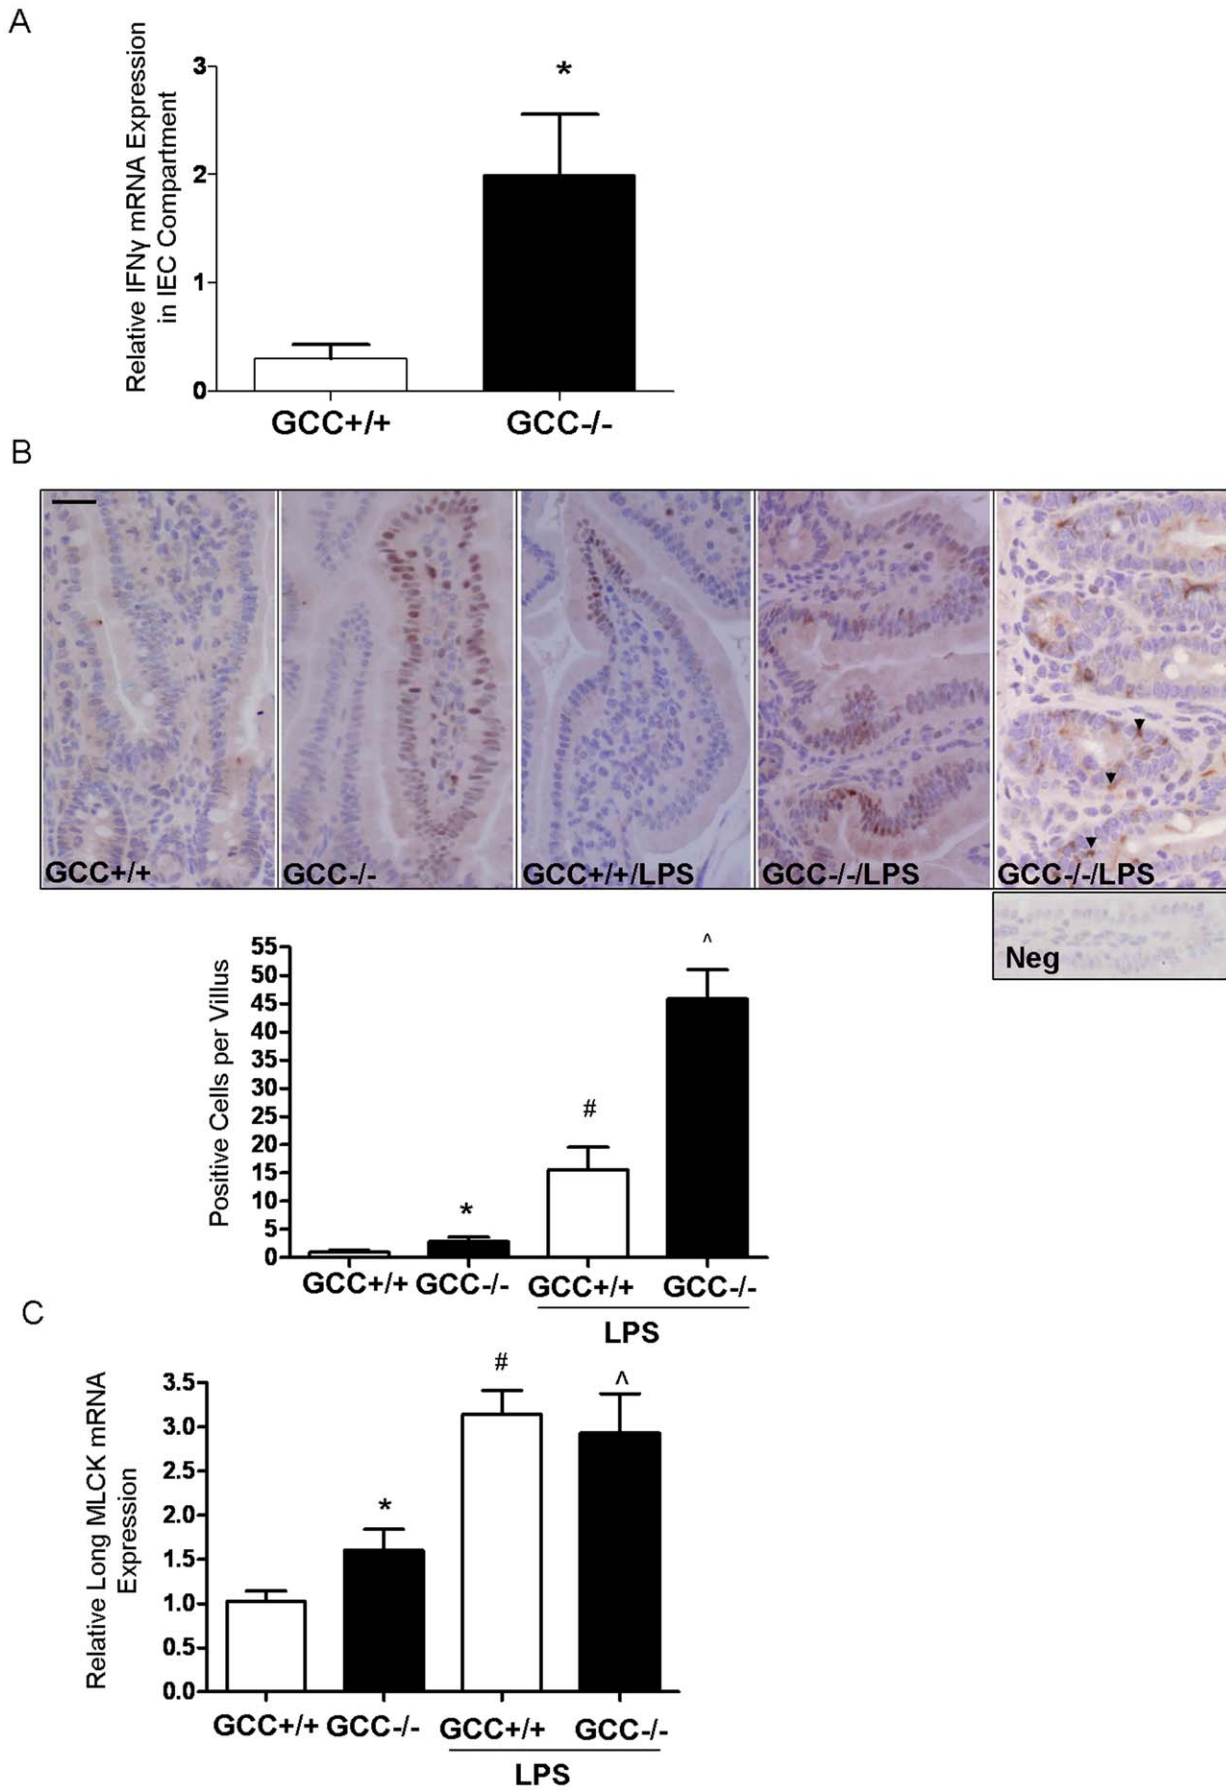 A
Relative IFNγ mRNA Expression
in IEC Compartment
3
2
1
0
*
GCC+/+ GCC-/-
B
GCC+/+ GCC-/- GCC+/+/LPS GCC-/-/LPS GCC-/-/LPS
Neg
Positive Cells per Villus
55
50
45
40
35
30
25
20
15
10
5
0
* # ^
GCC+/+ GCC-/- GCC+/+ GCC-/-
LPS
C
Relative Long MLCK mRNA
Expression
3.5
3.0
2.5
2.0
1.5
1.0
0.5
0.0
* # ^
GCC+/+ GCC-/- GCC+/+ GCC-/-
LPS